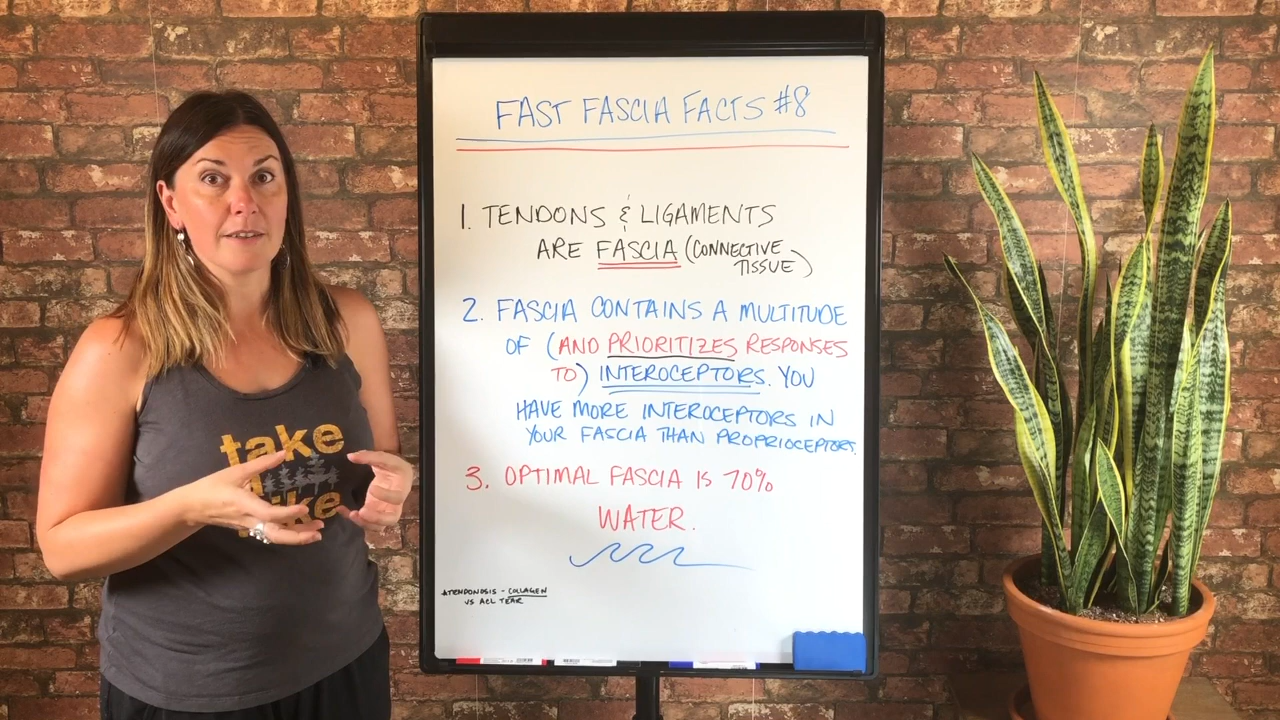 FAST FASCIA FACTS #8
1. TENDONS & LIGAMENTS
ARE FASCIA (CONNECTIVE
TISSUE)
2. FASCIA CONTAINS A MULTITUDE
OF (AND PRIORITIZES RESPONSES
TO) INTEROCEPTORS. YOU
HAVE MORE INTEROCEPTORS IN
YOUR FASCIA THAN PROPRIOCEPTORS.
3. OPTIMAL FASCIA IS 70%
WATER.
*TENDONOSIS - COLLAGEN
VS ACL TEAR
take